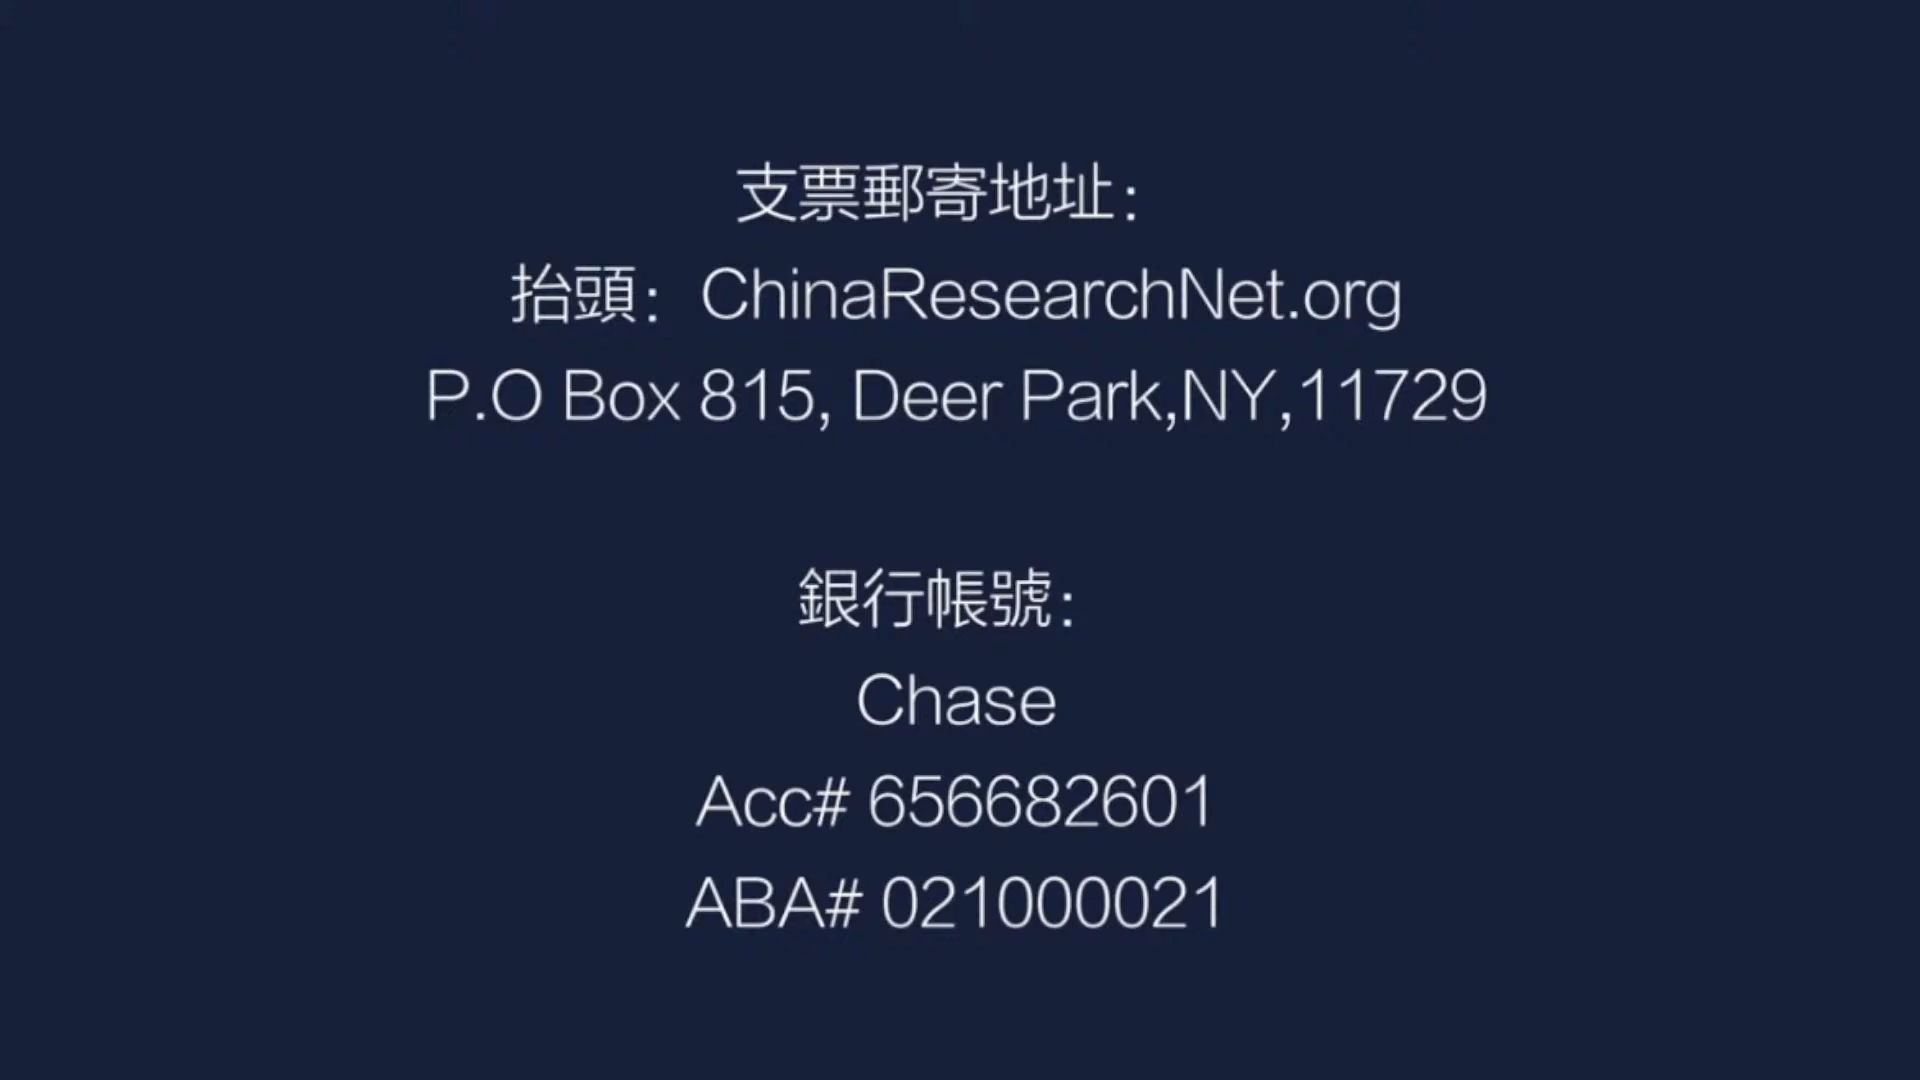 支票郵寄地址：
抬頭：ChinaResearchNet.org
P.O Box 815, Deer Park,NY,11729
銀行帳號：
Chase
Acc# 656682601
ABA# 021000021